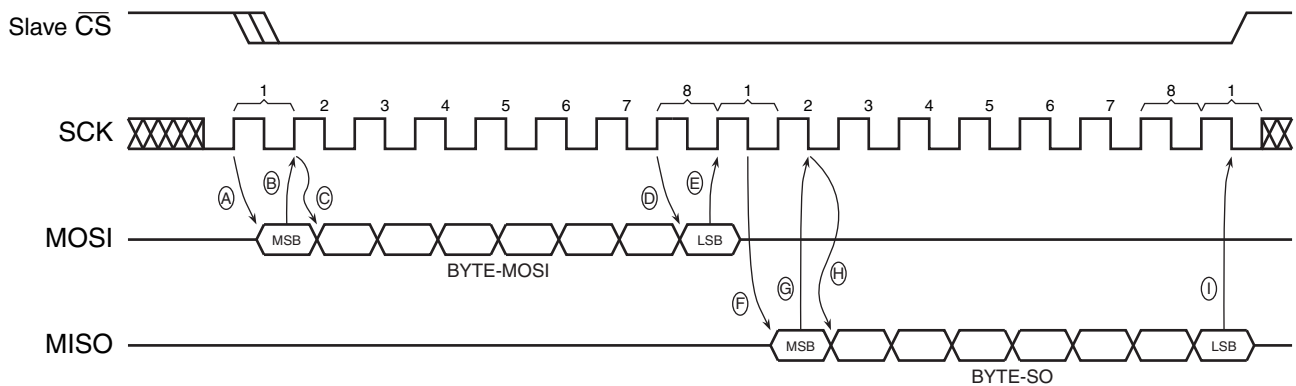 Slave CS
1 2 3 4 5 6 7 8 1 2 3 4 5 6 7 8 1
SCK
A B C D E
MOSI MSB LSB
BYTE-MOSI
F G H I
MISO MSB LSB
BYTE-SO